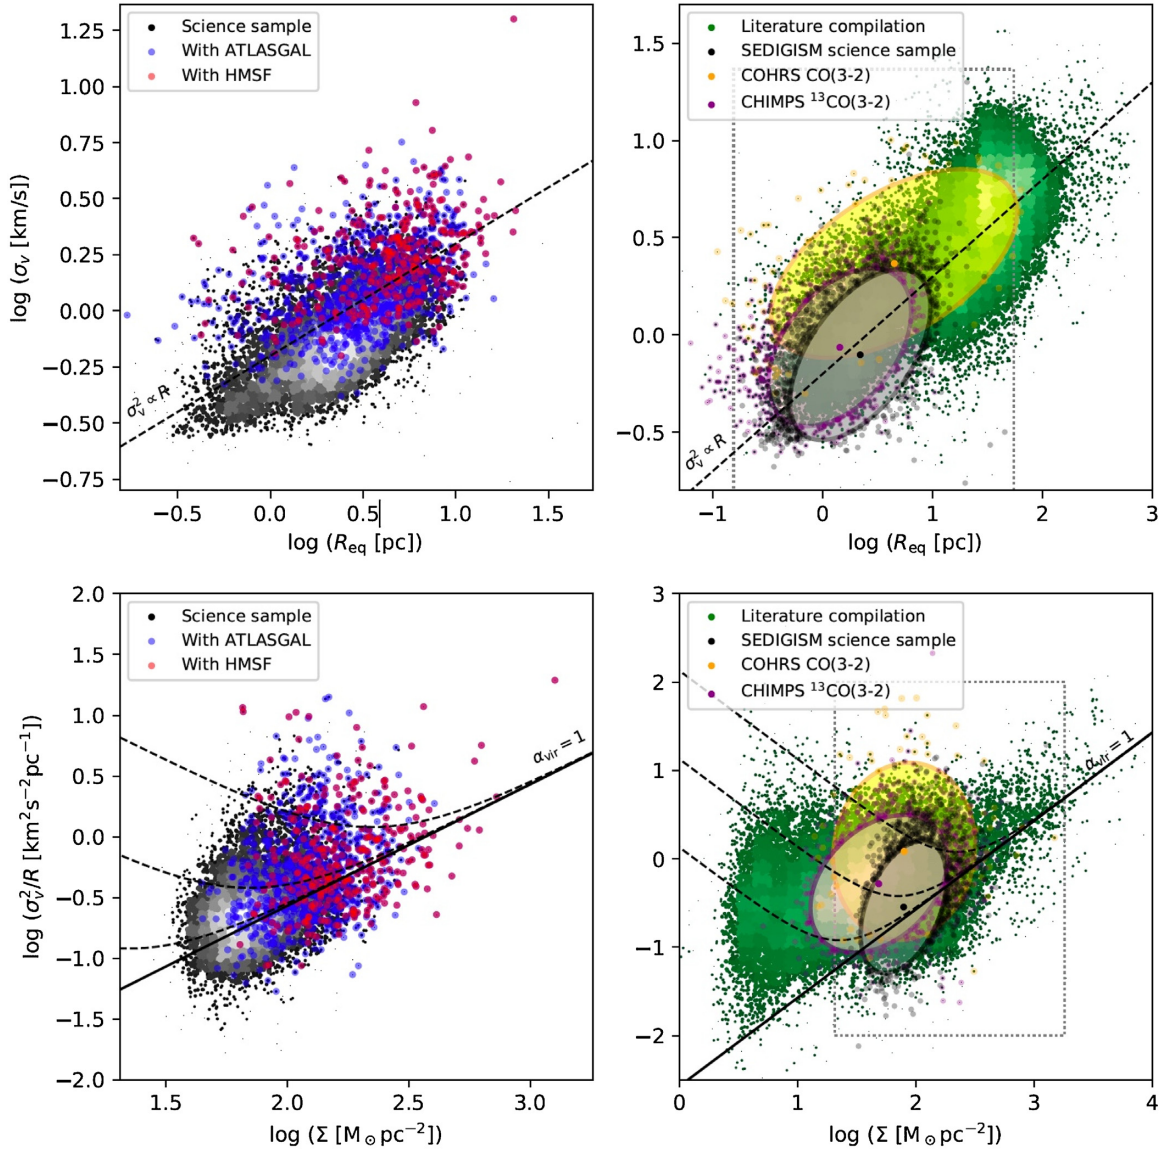 Science sample
With ATLASGAL
With HMSF
1.25
1.00
0.75
0.50
0.25
0.00
−0.25
−0.50
−0.75
log (σᵥ [km/s])
σᵥ² ∝ R
−0.5
0.0
0.5
1.0
1.5
log (R_eq [pc])
Literature compilation
SEDIGISM science sample
COHRS CO(3-2)
CHIMPS ¹³CO(3-2)
1.5
1.0
0.5
0.0
−0.5
σᵥ² ∝ R
−1
0
1
2
3
log (R_eq [pc])
Science sample
With ATLASGAL
With HMSF
2.0
1.5
1.0
0.5
0.0
−0.5
−1.0
−1.5
−2.0
log (σᵥ²/R [km²s⁻²pc⁻¹])
α_vir = 1
1.5
2.0
2.5
3.0
log (Σ [M⊙pc⁻²])
Literature compilation
SEDIGISM science sample
COHRS CO(3-2)
CHIMPS ¹³CO(3-2)
3
2
1
0
−1
−2
α_vir = 1
0
1
2
3
4
log (Σ [M⊙pc⁻²])